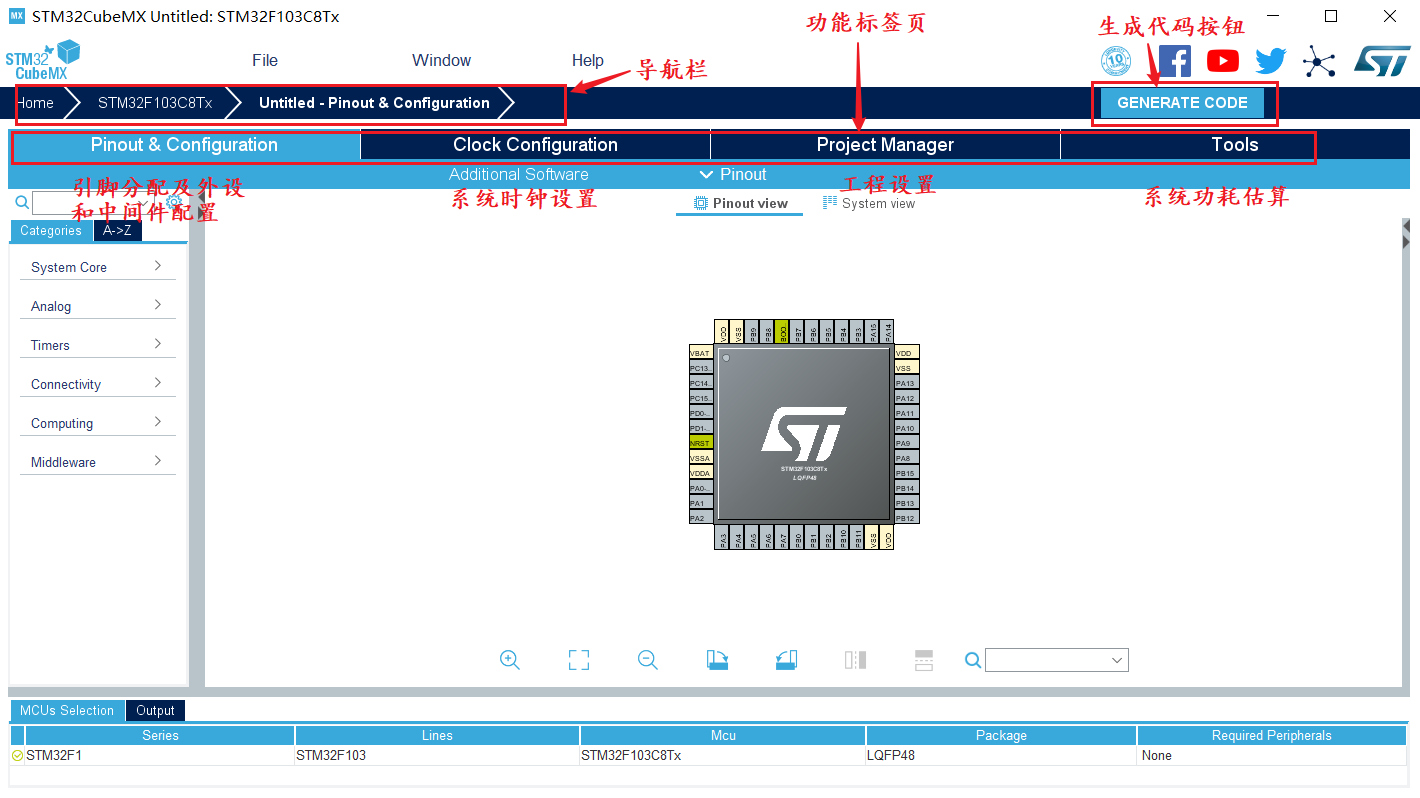 MX STM32CubeMX Untitled: STM32F103C8Tx
功能标签页
生成代码按钮
STM32
CubeMX
File
Window
Help
导航栏
10
Home
STM32F103C8Tx
Untitled - Pinout & Configuration
GENERATE CODE
Pinout & Configuration
Clock Configuration
Project Manager
Tools
Additional Software
Pinout
引脚分配及外设
和中间件配置
系统时钟设置
工程设置
系统功耗估算
Pinout view
System view
Categories
A->Z
System Core
Analog
Timers
Connectivity
Computing
Middleware
VDD
VSS
PB9
PB8
BOO
PB7
PB6
PB5
PB4
PB3
PA15
PA14
VBAT
PC13..
PC14..
PC15..
PD0-..
PD1-..
NRST
VSSA
VDDA
PA0-..
PA1
PA2
VDD
VSS
PA13
PA12
PA11
PA10
PA9
PA8
PB15
PB14
PB13
PB12
ST
STM32F103C8Tx
LQFP48
PA3
PA4
PA5
PA6
PA7
PB0
PB1
PB2
PB10
PB11
VSS
VDD
MCUs Selection
Output
Series
Lines
Mcu
Package
Required Peripherals
STM32F1
STM32F103
STM32F103C8Tx
LQFP48
None